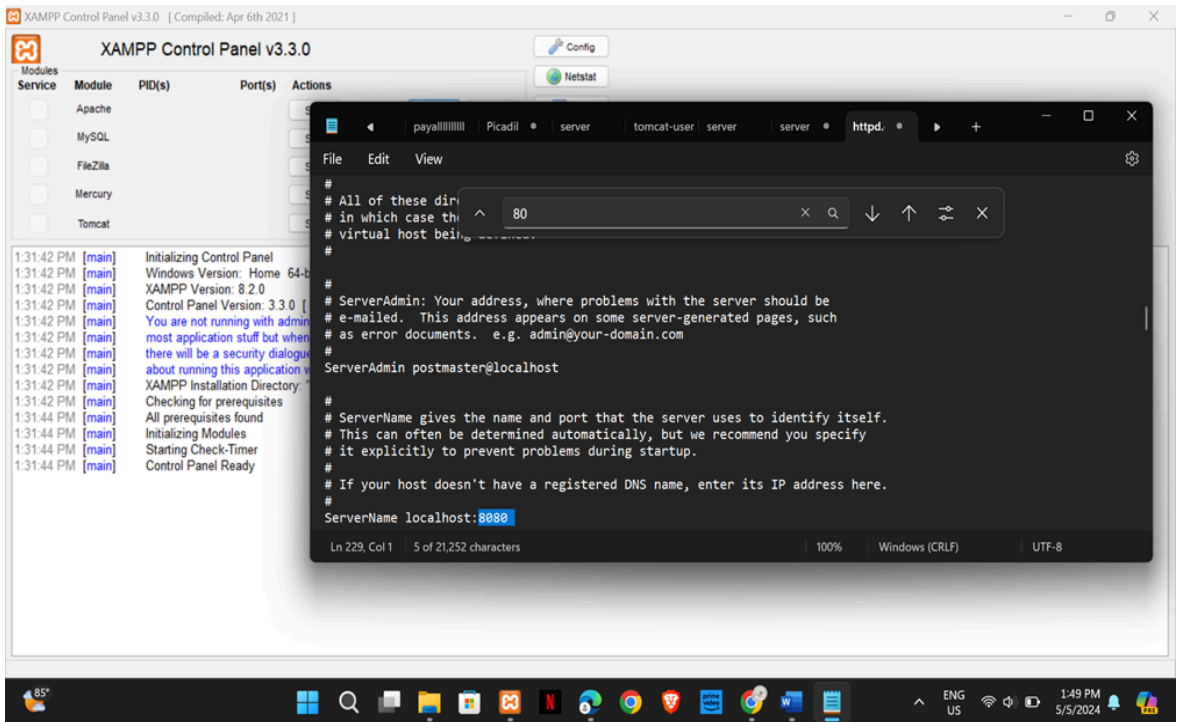 XAMPP Control Panel v3.3.0 [ Compiled: Apr 6th 2021 ]
XAMPP Control Panel v3.3.0
Config
Netstat
Modules
Service Module PID(s) Port(s) Actions
Apache
MySQL
FileZilla
Mercury
Tomcat
payalllllllll Picadil server tomcat-user server server httpd.
File Edit View
80
#
# All of these dire
# in which case the
# virtual host being defined.
#
#
# ServerAdmin: Your address, where problems with the server should be
# e-mailed. This address appears on some server-generated pages, such
# as error documents. e.g. admin@your-domain.com
#
ServerAdmin postmaster@localhost
#
# ServerName gives the name and port that the server uses to identify itself.
# This can often be determined automatically, but we recommend you specify
# it explicitly to prevent problems during startup.
#
# If your host doesn't have a registered DNS name, enter its IP address here.
#
ServerName localhost:8080
Ln 229, Col 1 5 of 21,252 characters 100% Windows (CRLF) UTF-8
1:31:42 PM [main] Initializing Control Panel
1:31:42 PM [main] Windows Version: Home 64-b
1:31:42 PM [main] XAMPP Version: 8.2.0
1:31:42 PM [main] Control Panel Version: 3.3.0 [
1:31:42 PM [main] You are not running with admin
1:31:42 PM [main] most application stuff but when
1:31:42 PM [main] there will be a security dialogue
1:31:42 PM [main] about running this application w
1:31:42 PM [main] XAMPP Installation Directory: "
1:31:42 PM [main] Checking for prerequisites
1:31:44 PM [main] All prerequisites found
1:31:44 PM [main] Initializing Modules
1:31:44 PM [main] Starting Check-Timer
1:31:44 PM [main] Control Panel Ready
85°
ENG
US
1:49 PM
5/5/2024